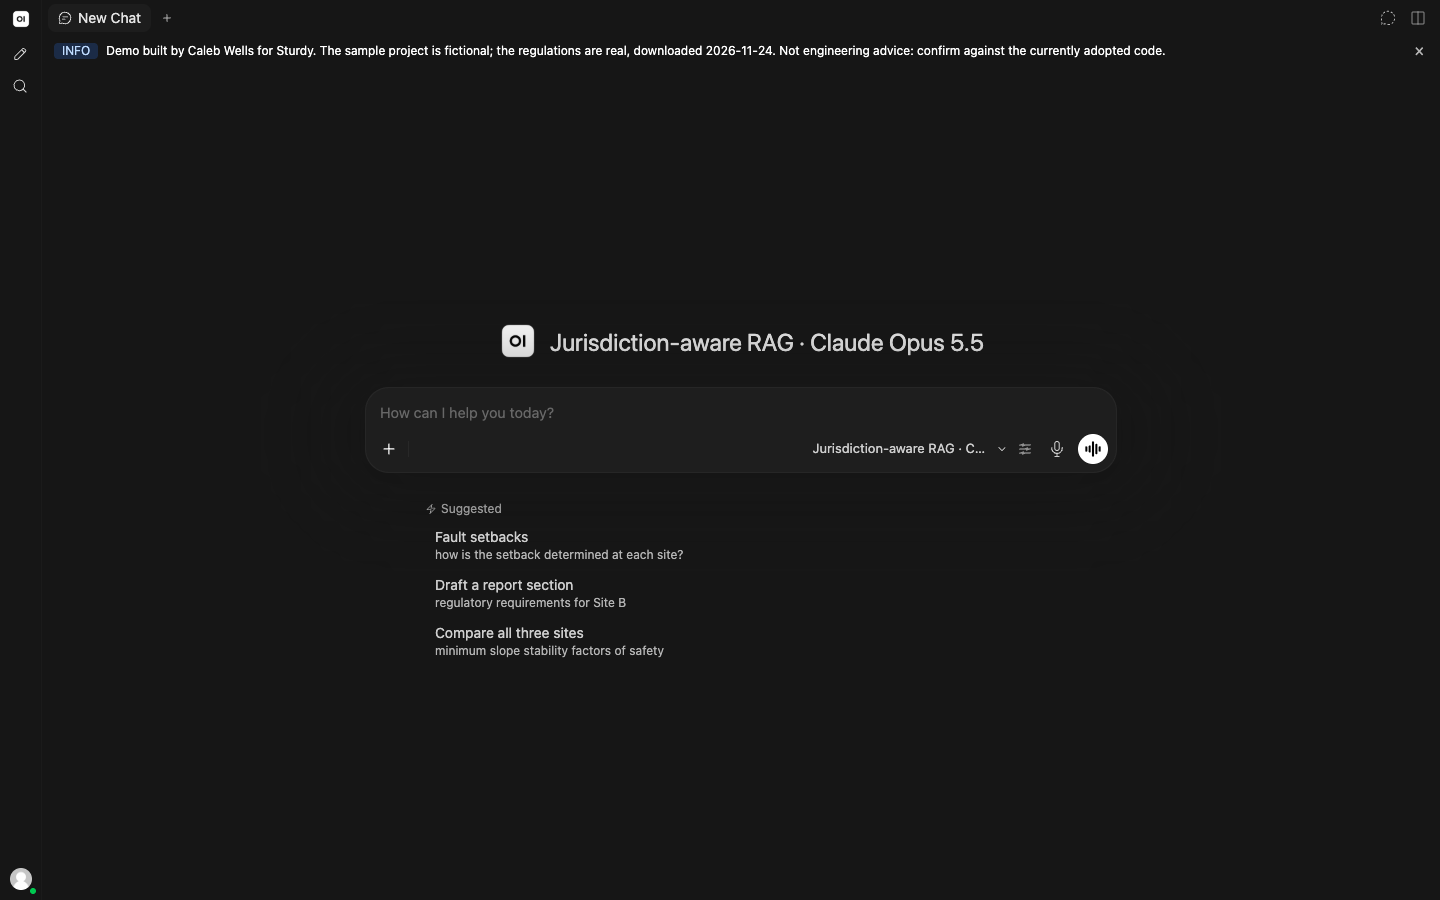 OI
New Chat
INFO
Demo built by Caleb Wells for Sturdy. The sample project is fictional; the regulations are real, downloaded 2026-11-24. Not engineering advice: confirm against the currently adopted code.
OI
Jurisdiction-aware RAG · Claude Opus 5.5
How can I help you today?
Jurisdiction-aware RAG · C...
Suggested
Fault setbacks
how is the setback determined at each site?
Draft a report section
regulatory requirements for Site B
Compare all three sites
minimum slope stability factors of safety